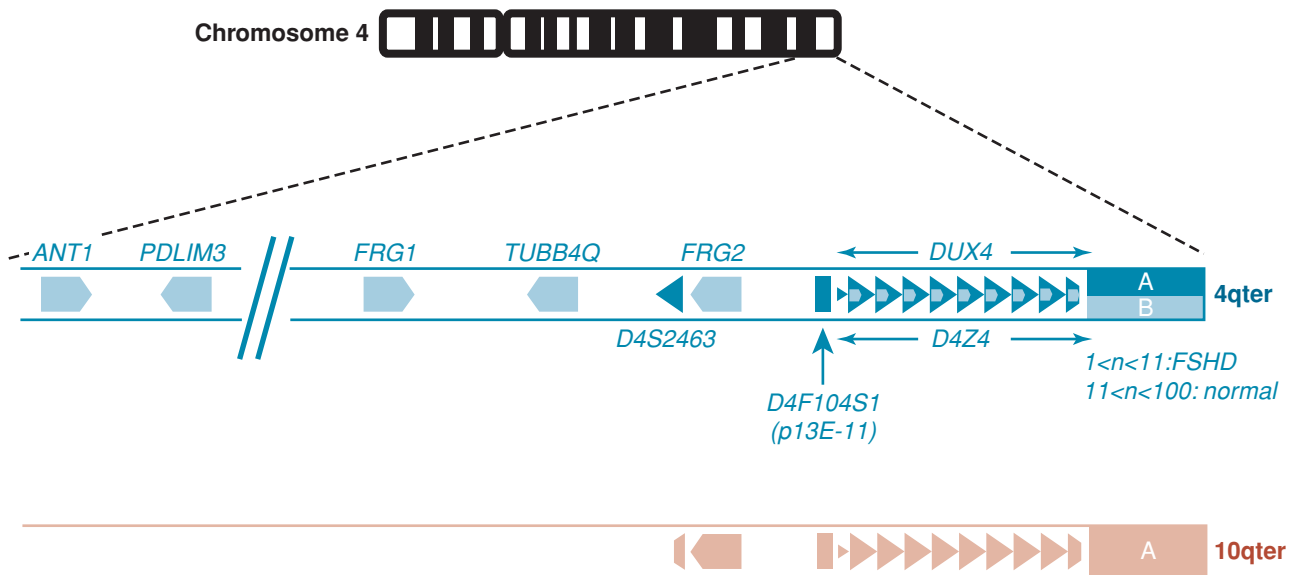 Chromosome 4
ANT1 PDLIM3 FRG1 TUBB4Q FRG2 DUX4
A
B
4qter
D4S2463 D4Z4
1<n<11:FSHD
11<n<100: normal
D4F104S1
(p13E-11)
A
10qter